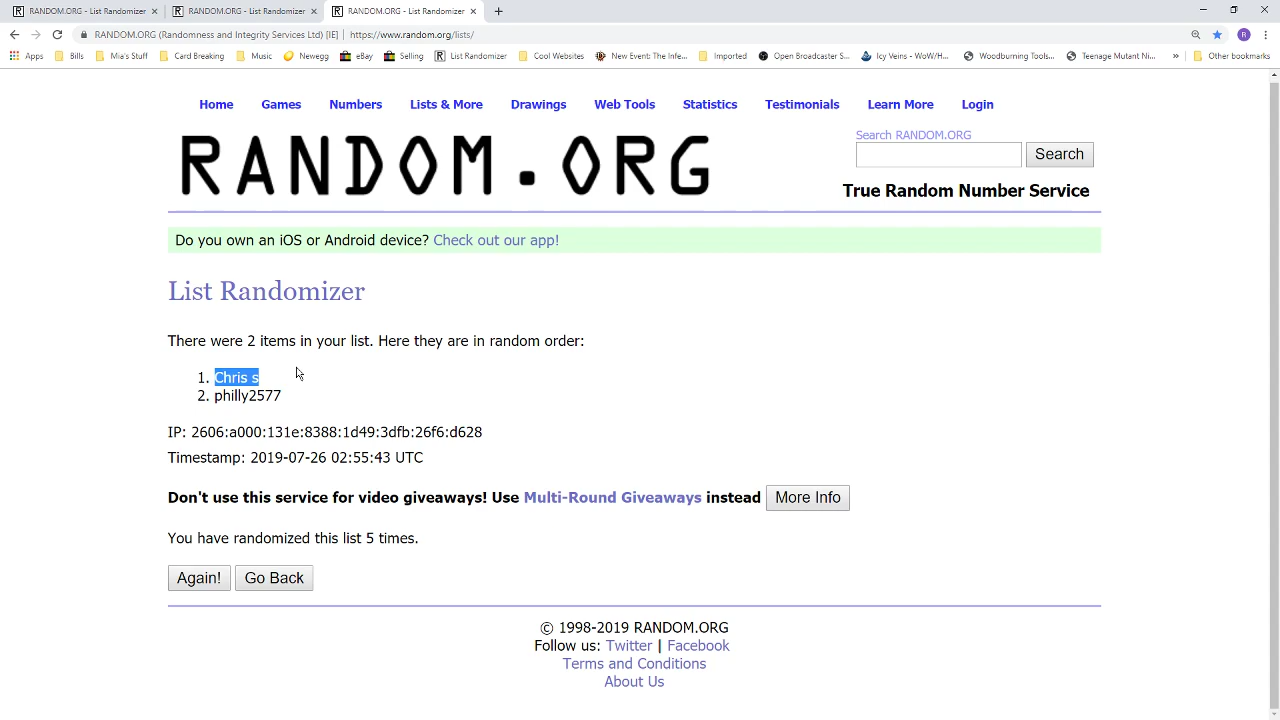 RANDOM.ORG - List Randomizer RANDOM.ORG - List Randomizer RANDOM.ORG - List Randomizer
RANDOM.ORG (Randomness and Integrity Services Ltd) [IE] | https://www.random.org/lists/ R
Apps Bills Mia's Stuff Card Breaking Music Newegg eBay Selling List Randomizer Cool Websites New Event: The Infe... Imported Open Broadcaster S... Icy Veins - WoW/H... Woodburning Tools... Teenage Mutant Ni... » Other bookmarks
Home Games Numbers Lists & More Drawings Web Tools Statistics Testimonials Learn More Login
RANDOM.ORG
Search RANDOM.ORG
Search
True Random Number Service
Do you own an iOS or Android device? Check out our app!
List Randomizer
There were 2 items in your list. Here they are in random order:
1. Chris s
2. philly2577
IP: 2606:a000:131e:8388:1d49:3dfb:26f6:d628
Timestamp: 2019-07-26 02:55:43 UTC
Don't use this service for video giveaways! Use Multi-Round Giveaways instead More Info
You have randomized this list 5 times.
Again! Go Back
© 1998-2019 RANDOM.ORG
Follow us: Twitter | Facebook
Terms and Conditions
About Us